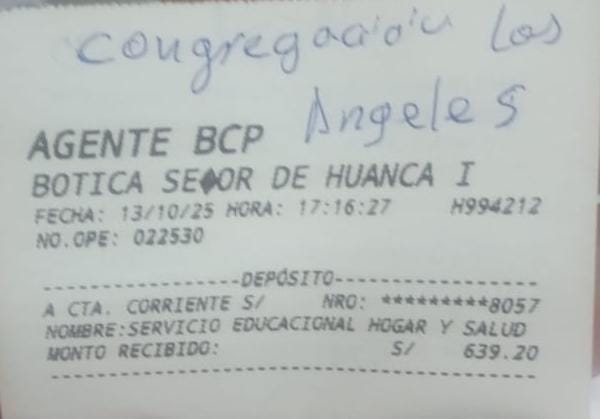 Congregación Los
Angeles
AGENTE BCP
BOTICA SE�OR DE HUANCA I
FECHA: 13/10/25 HORA: 17:16:27 H994212
NO.OPE: 022530
--------------------DEPÓSITO--------------------
A CTA. CORRIENTE S/ NRO: *********8057
NOMBRE:SERVICIO EDUCACIONAL HOGAR Y SALUD
MONTO RECIBIDO: S/ 639.20